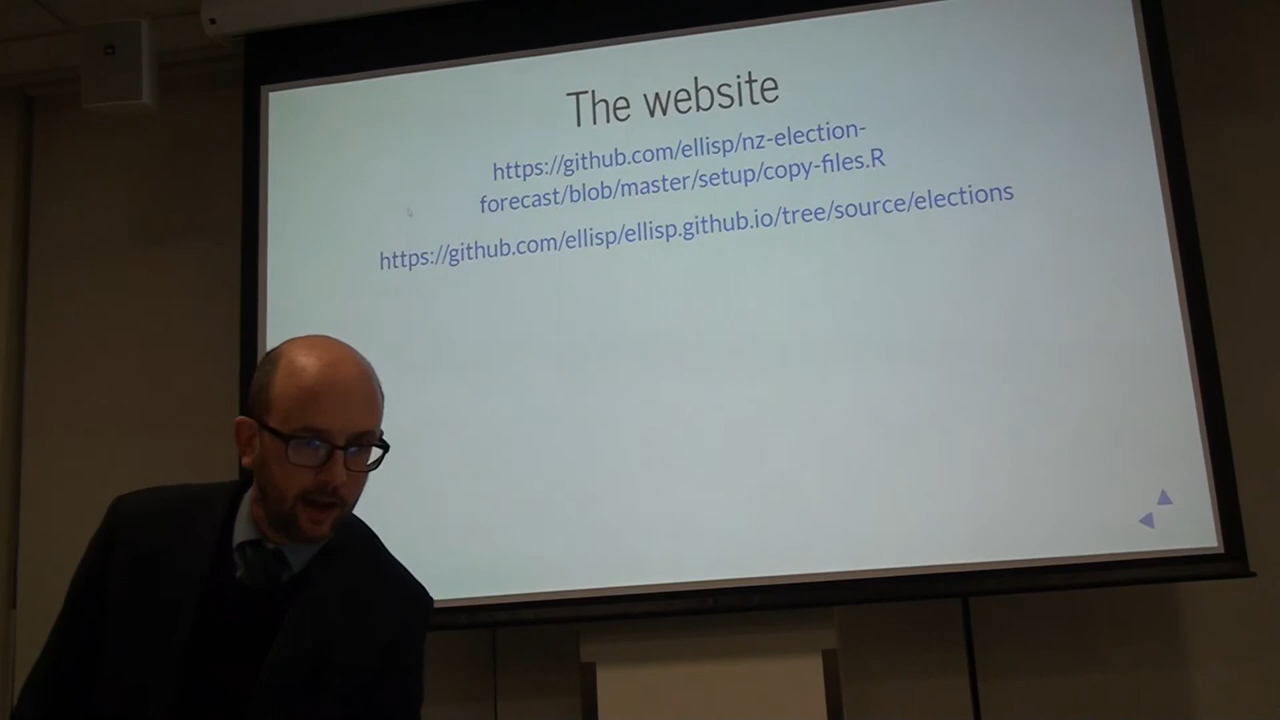 The website
https://github.com/ellisp/nz-election-
forecast/blob/master/setup/copy-files.R
https://github.com/ellisp/ellisp.github.io/tree/source/elections